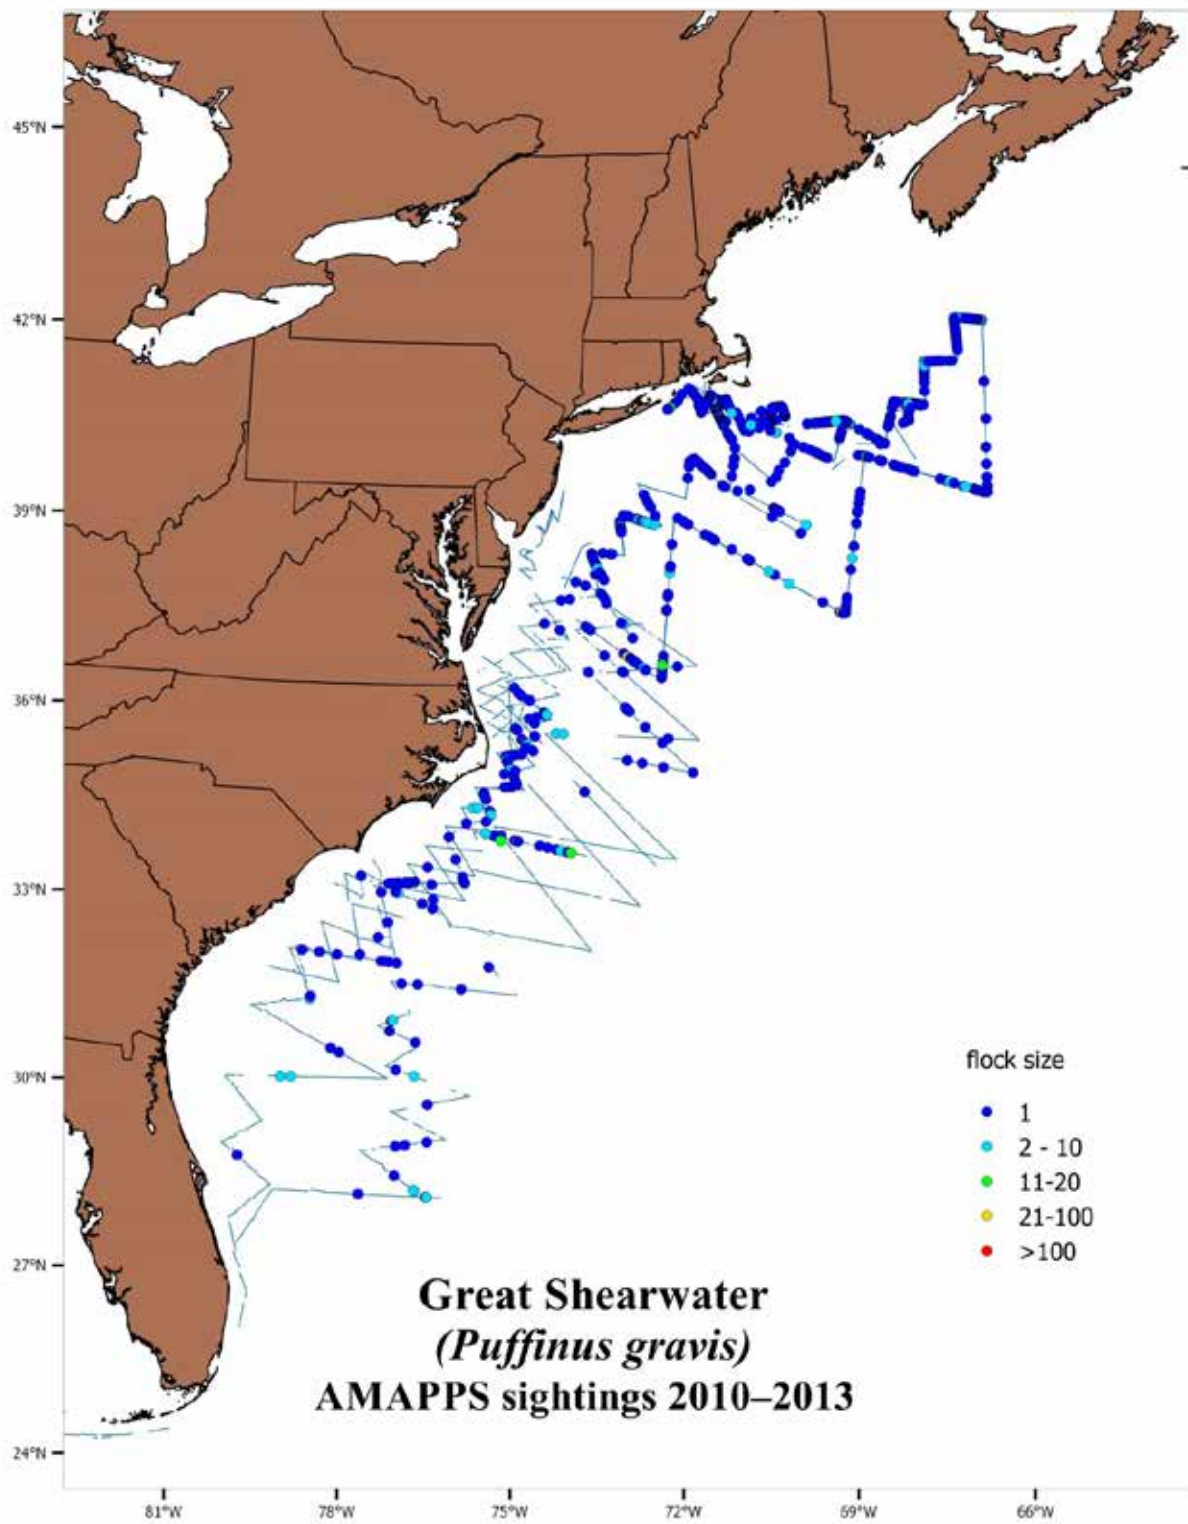 45°N
42°N
39°N
36°N
33°N
30°N
27°N
24°N
flock size
1
2 - 10
11-20
21-100
>100
Great Shearwater
(Puffinus gravis)
AMAPPS sightings 2010–2013
81°W 78°W 75°W 72°W 69°W 66°W